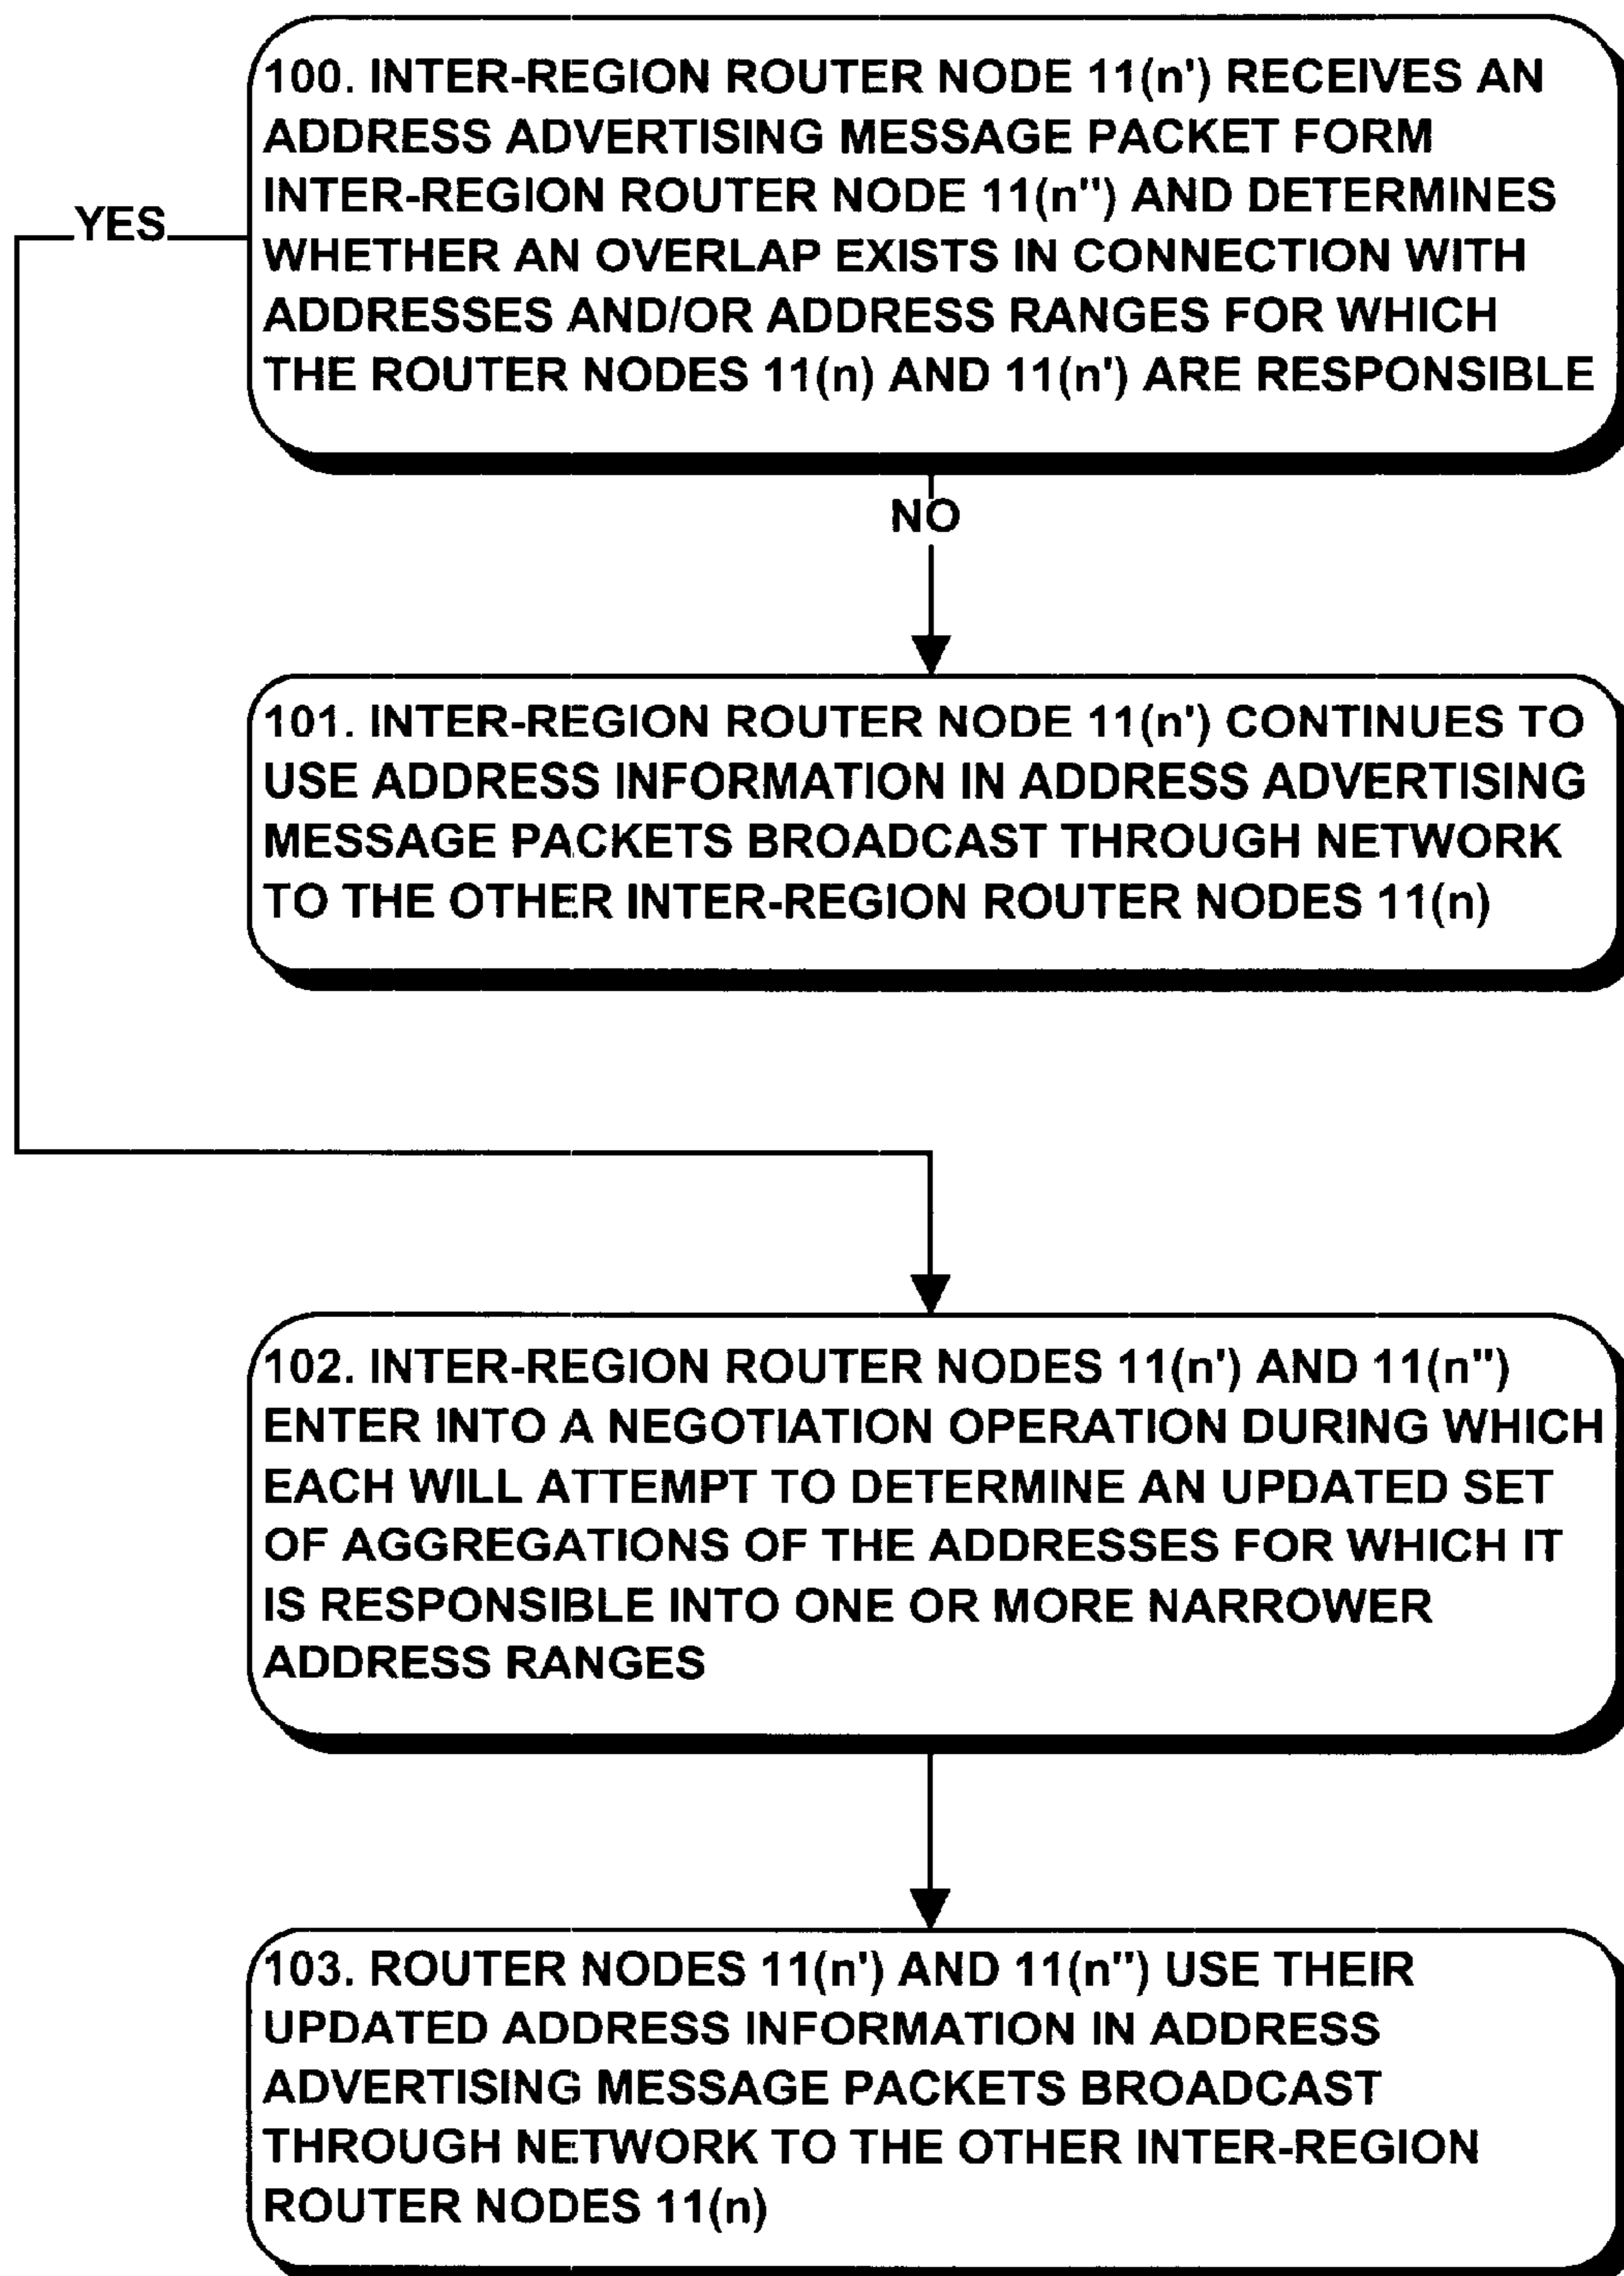 100. INTER-REGION ROUTER NODE 11(n') RECEIVES AN
ADDRESS ADVERTISING MESSAGE PACKET FORM
INTER-REGION ROUTER NODE 11(n") AND DETERMINES
WHETHER AN OVERLAP EXISTS IN CONNECTION WITH
ADDRESSES AND/OR ADDRESS RANGES FOR WHICH
THE ROUTER NODES 11(n) AND 11(n') ARE RESPONSIBLE
YES
NO
101. INTER-REGION ROUTER NODE 11(n') CONTINUES TO
USE ADDRESS INFORMATION IN ADDRESS ADVERTISING
MESSAGE PACKETS BROADCAST THROUGH NETWORK
TO THE OTHER INTER-REGION ROUTER NODES 11(n)
102. INTER-REGION ROUTER NODES 11(n') AND 11(n")
ENTER INTO A NEGOTIATION OPERATION DURING WHICH
EACH WILL ATTEMPT TO DETERMINE AN UPDATED SET
OF AGGREGATIONS OF THE ADDRESSES FOR WHICH IT
IS RESPONSIBLE INTO ONE OR MORE NARROWER
ADDRESS RANGES
103. ROUTER NODES 11(n') AND 11(n") USE THEIR
UPDATED ADDRESS INFORMATION IN ADDRESS
ADVERTISING MESSAGE PACKETS BROADCAST
THROUGH NETWORK TO THE OTHER INTER-REGION
ROUTER NODES 11(n)